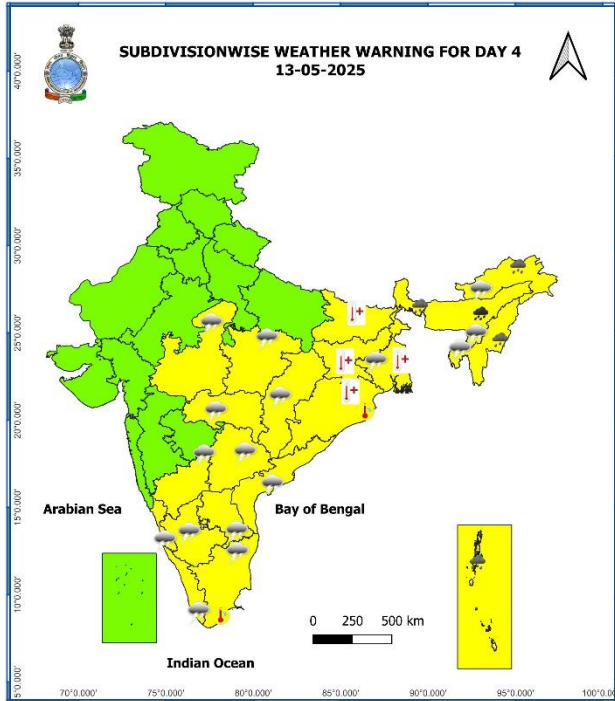 SUBDIVISIONWISE WEATHER WARNING FOR DAY 4
13-05-2025
40°0.000'
35°0.000'
30°0.000'
25°0.000'
20°0.000'
15°0.000'
10°0.000'
5°0.000'
Arabian Sea
Bay of Bengal
0 250 500 km
Indian Ocean
70°0.000' 75°0.000' 80°0.000' 85°0.000' 90°0.000' 95°0.000' 100°0.000'